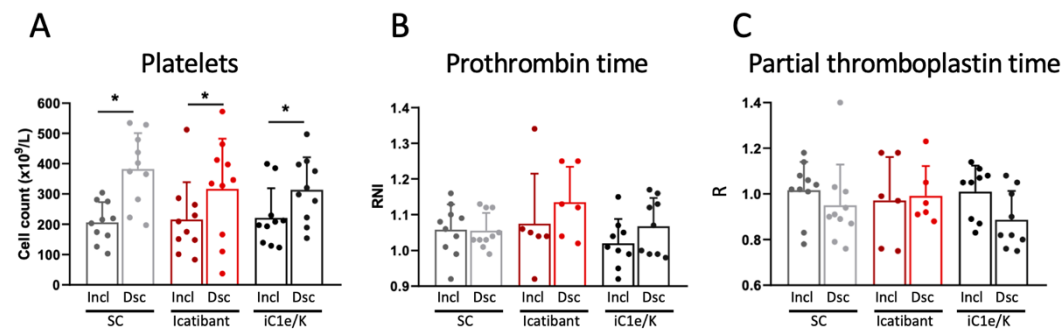 A
Platelets
Cell count (x10⁹/L)
600
500
400
300
200
100
0
*
*
*
Incl Dsc Incl Dsc Incl Dsc
SC Icatibant iC1e/K
B
Prothrombin time
RNI
1.4
1.3
1.2
1.1
1.0
0.9
Incl Dsc Incl Dsc Incl Dsc
SC Icatibant iC1e/K
C
Partial thromboplastin time
R
1.4
1.2
1.0
0.8
0.6
Incl Dsc Incl Dsc Incl Dsc
SC Icatibant iC1e/K